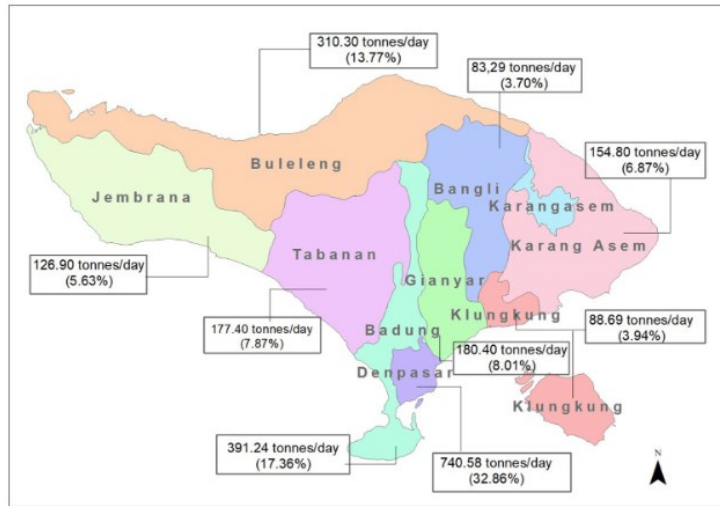 310.30 tonnes/day
(13.77%)
83,29 tonnes/day
(3.70%)
154.80 tonnes/day
(6.87%)
Buleleng
Jembrana
Bangli
Karangasem
Karang Asem
Tabanan
Gianyar
126.90 tonnes/day
(5.63%)
Klungkung
88.69 tonnes/day
(3.94%)
177.40 tonnes/day
(7.87%)
Badung
180.40 tonnes/day
(8.01%)
Denpasar
Klungkung
391.24 tonnes/day
(17.36%)
740.58 tonnes/day
(32.86%)
N